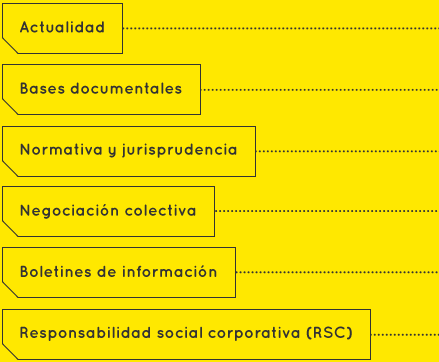 Actualidad
Bases documentales
Normativa y jurisprudencia
Negociación colectiva
Boletines de información
Responsabilidad social corporativa (RSC)